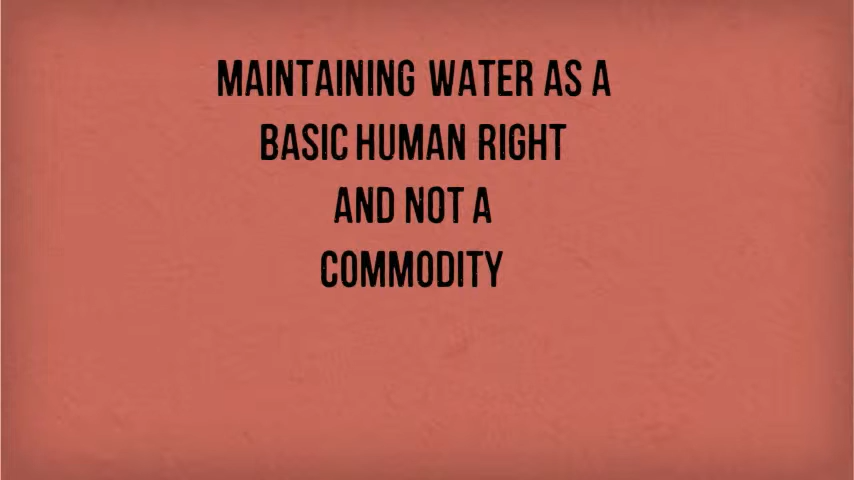 MAINTAINING WATER AS A
BASIC HUMAN RIGHT
AND NOT A
COMMODITY